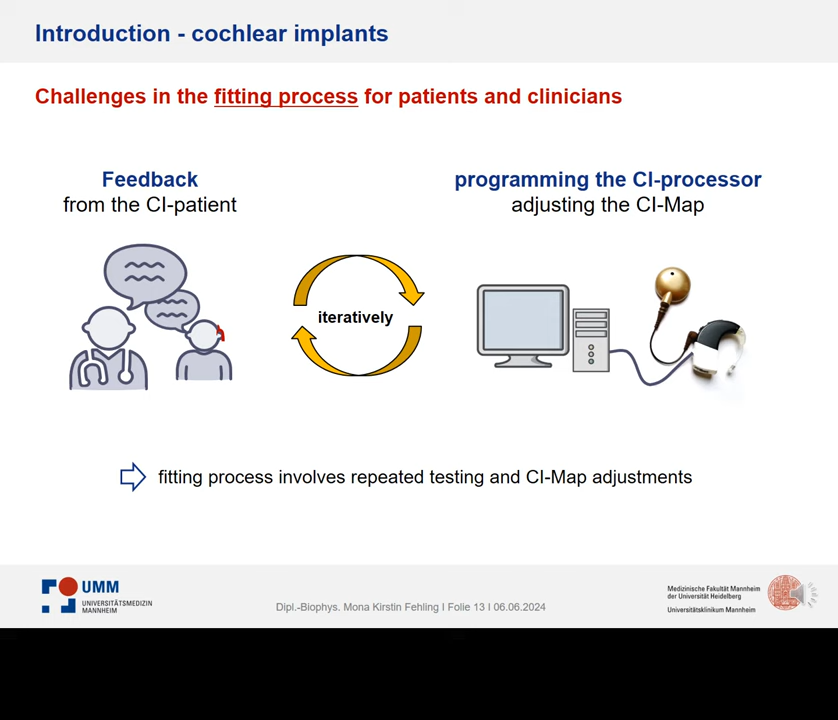 Introduction - cochlear implants
Challenges in the fitting process for patients and clinicians
Feedback
from the CI-patient
programming the CI-processor
adjusting the CI-Map
iteratively
fitting process involves repeated testing and CI-Map adjustments
UMM
UNIVERSITÄTSMEDIZIN
MANNHEIM
Dipl.-Biophys. Mona Kirstin Fehling I Folie 13 I 06.06.2024
Medizinische Fakultät Mannheim
der Universität Heidelberg
Universitätsklinikum Mannheim